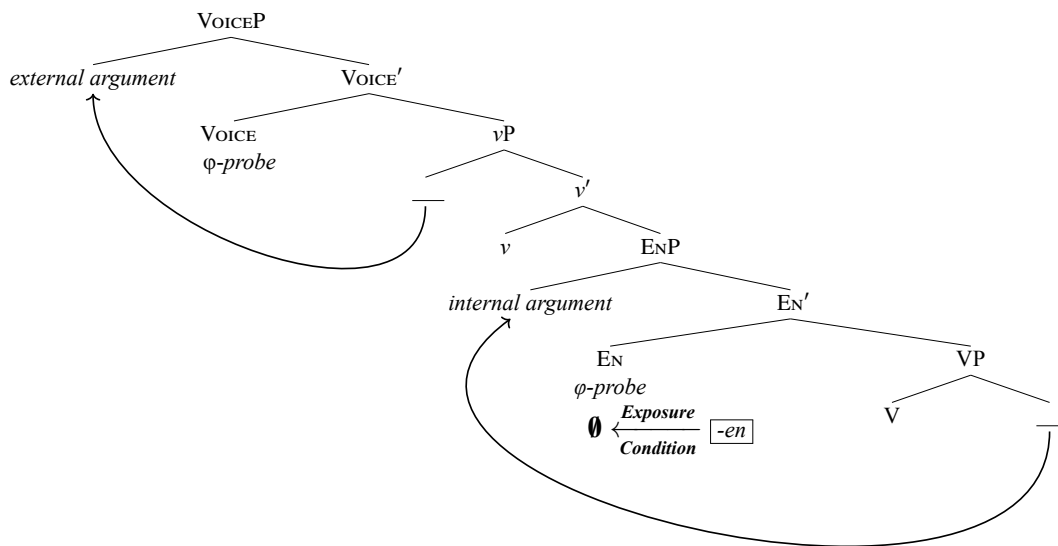 VoiceP
external argument Voice′
Voice vP
φ-probe
v′
v EnP
internal argument En′
En VP
φ-probe
V
∅ Exposure Condition -en